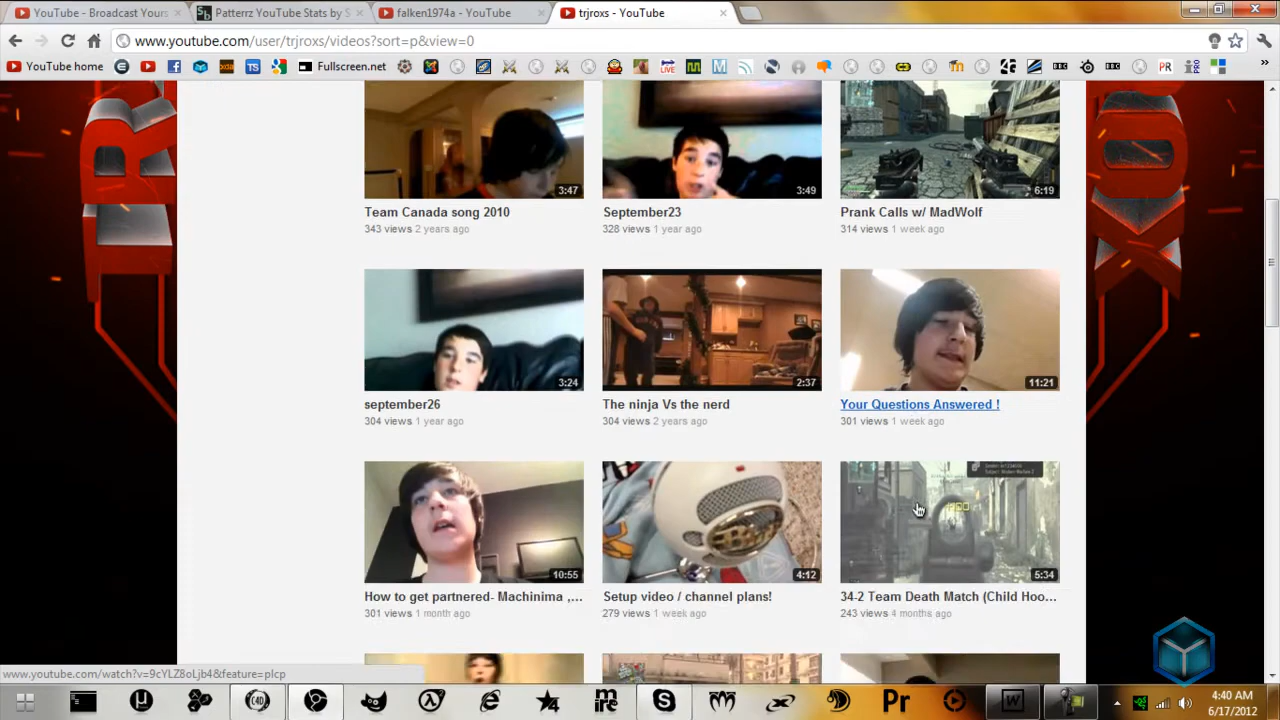 YouTube - Broadcast Yours
Patterrz YouTube Stats by S
falken1974a - YouTube
trjroxs - YouTube
www.youtube.com/user/trjroxs/videos?sort=p&view=0
YouTube home
Fullscreen.net
3:47
3:49
6:19
Team Canada song 2010
September23
Prank Calls w/ MadWolf
343 views 2 years ago
328 views 1 year ago
314 views 1 week ago
3:24
2:37
11:21
september26
The ninja Vs the nerd
Your Questions Answered !
304 views 1 year ago
304 views 2 years ago
301 views 1 week ago
10:55
4:12
5:34
How to get partnered- Machinima ,...
Setup video / channel plans!
34-2 Team Death Match (Child Hoo...
301 views 1 month ago
279 views 1 week ago
243 views 4 months ago
www.youtube.com/watch?v=9cYLZ8oLjb4&feature=plcp
4:40 AM
6/17/2012